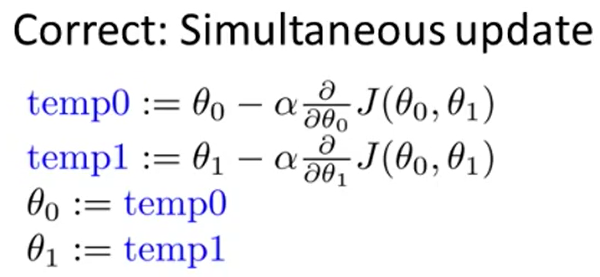 Correct: Simultaneous update
temp0 := θ₀ − α ∂/∂θ₀ J(θ₀, θ₁)
temp1 := θ₁ − α ∂/∂θ₁ J(θ₀, θ₁)
θ₀ := temp0
θ₁ := temp1